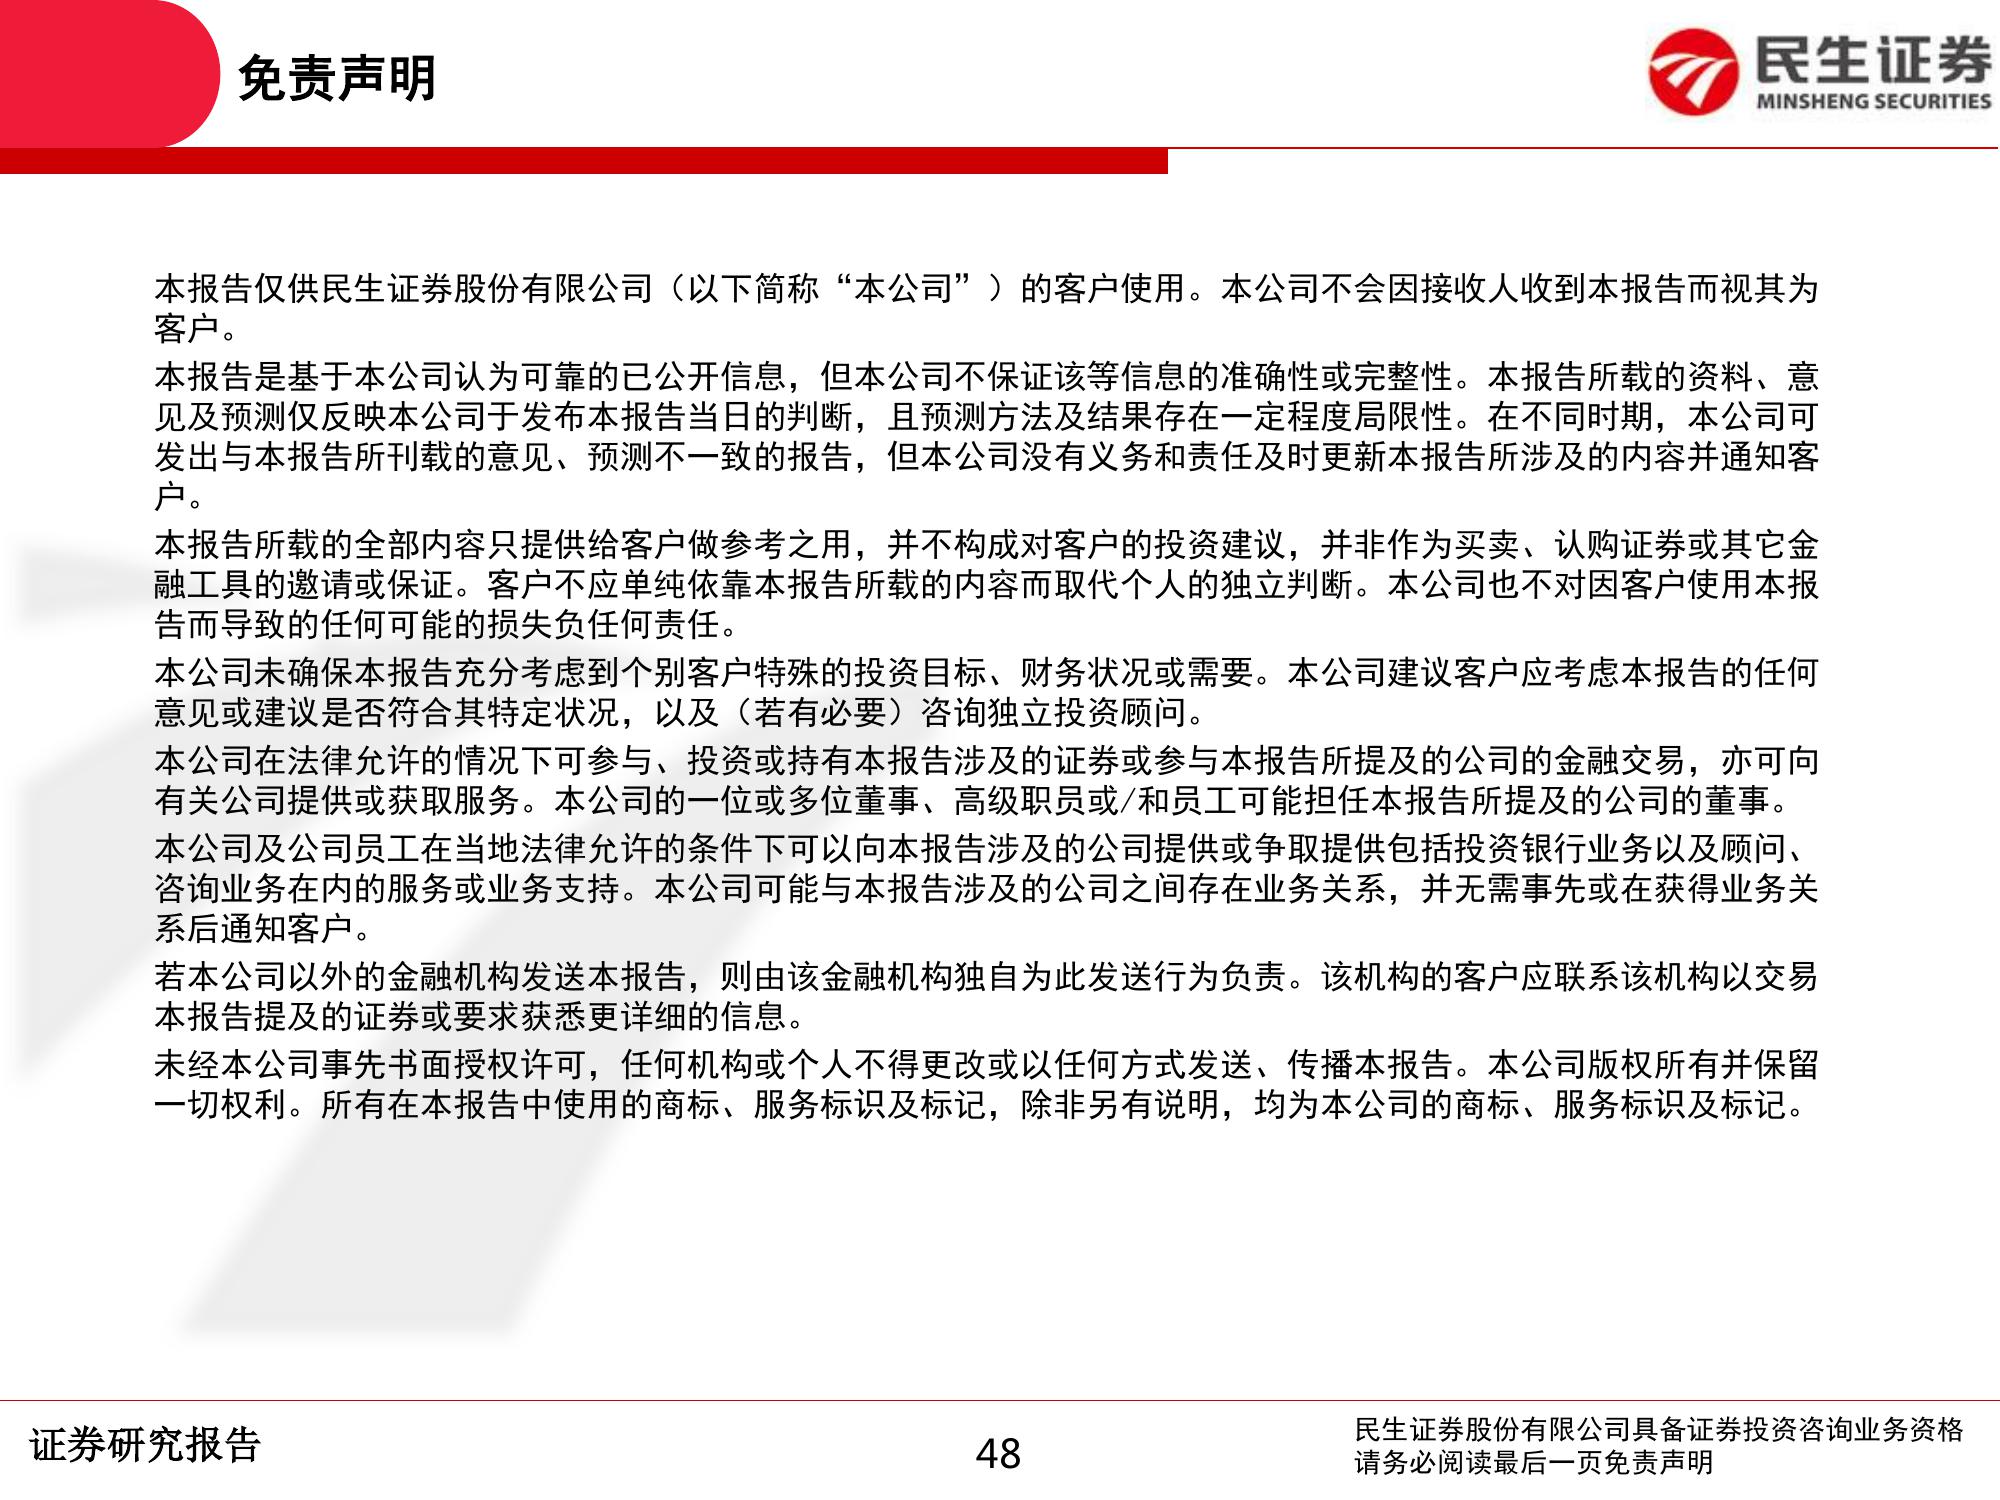 免责声明
民生证券
MINSHENG SECURITIES
本报告仅供民生证券股份有限公司（以下简称“本公司”）的客户使用。本公司不会因接收人收到本报告而视其为
客户。
本报告是基于本公司认为可靠的已公开信息，但本公司不保证该等信息的准确性或完整性。本报告所载的资料、意
见及预测仅反映本公司于发布本报告当日的判断，且预测方法及结果存在一定程度局限性。在不同时期，本公司可
发出与本报告所刊载的意见、预测不一致的报告，但本公司没有义务和责任及时更新本报告所涉及的内容并通知客
户。
本报告所载的全部内容只提供给客户做参考之用，并不构成对客户的投资建议，并非作为买卖、认购证券或其它金
融工具的邀请或保证。客户不应单纯依靠本报告所载的内容而取代个人的独立判断。本公司也不对因客户使用本报
告而导致的任何可能的损失负任何责任。
本公司未确保本报告充分考虑到个别客户特殊的投资目标、财务状况或需要。本公司建议客户应考虑本报告的任何
意见或建议是否符合其特定状况，以及（若有必要）咨询独立投资顾问。
本公司在法律允许的情况下可参与、投资或持有本报告涉及的证券或参与本报告所提及的公司的金融交易，亦可向
有关公司提供或获取服务。本公司的一位或多位董事、高级职员或/和员工可能担任本报告所提及的公司的董事。
本公司及公司员工在当地法律允许的条件下可以向本报告涉及的公司提供或争取提供包括投资银行业务以及顾问、
咨询业务在内的服务或业务支持。本公司可能与本报告涉及的公司之间存在业务关系，并无需事先或在获得业务关
系后通知客户。
若本公司以外的金融机构发送本报告，则由该金融机构独自为此发送行为负责。该机构的客户应联系该机构以交易
本报告提及的证券或要求获悉更详细的信息。
未经本公司事先书面授权许可，任何机构或个人不得更改或以任何方式发送、传播本报告。本公司版权所有并保留
一切权利。所有在本报告中使用的商标、服务标识及标记，除非另有说明，均为本公司的商标、服务标识及标记。
证券研究报告
48
民生证券股份有限公司具备证券投资咨询业务资格
请务必阅读最后一页免责声明